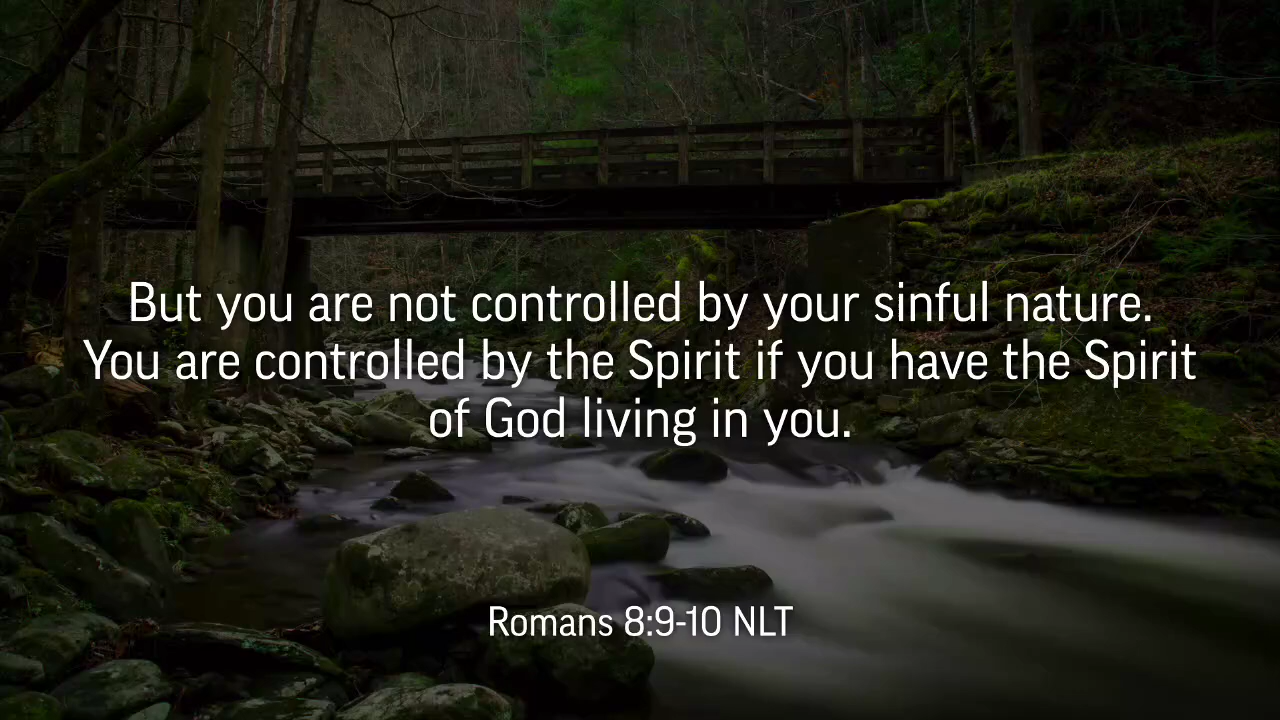 But you are not controlled by your sinful nature.
You are controlled by the Spirit if you have the Spirit
of God living in you.
Romans 8:9-10 NLT